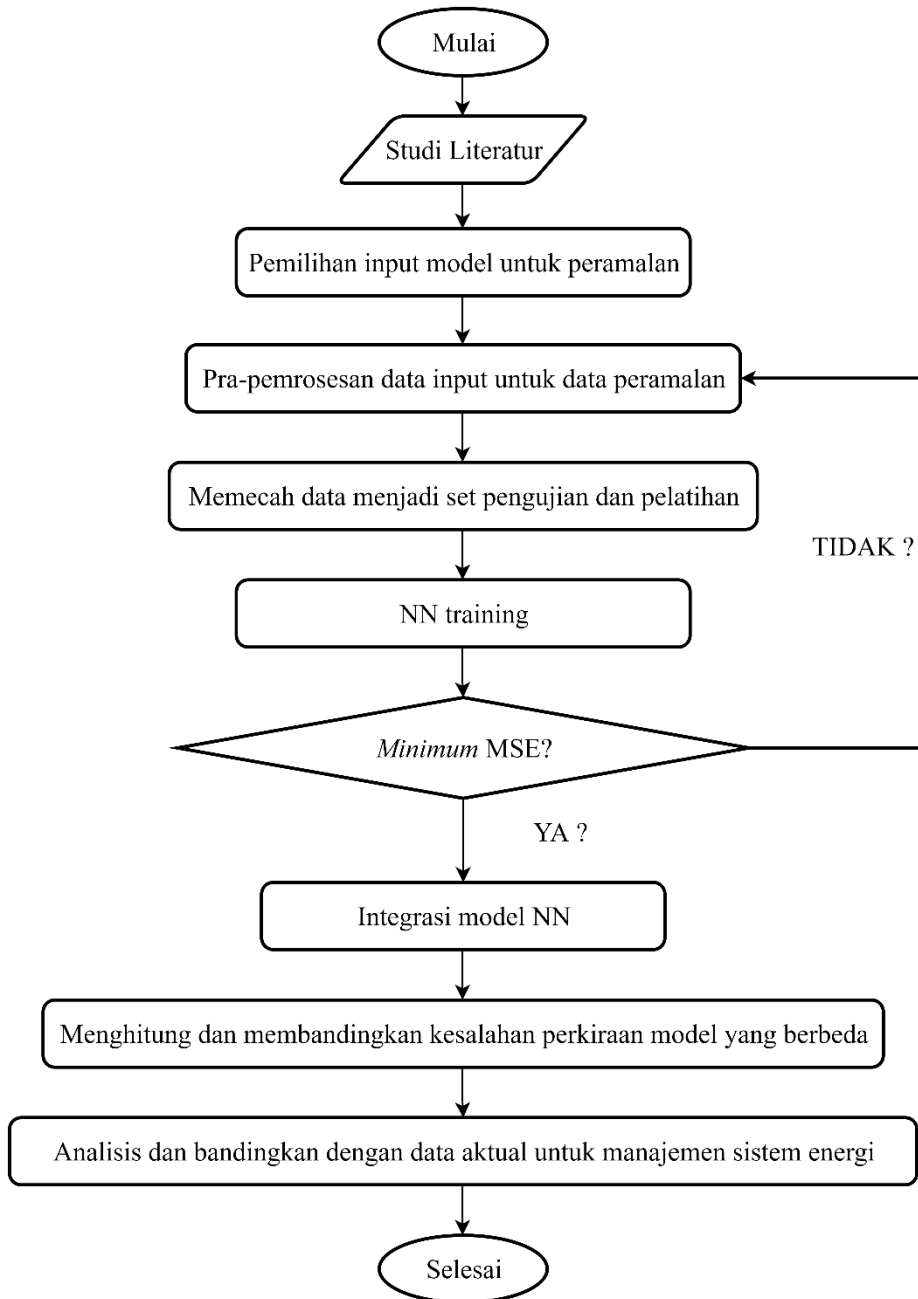 Mulai
Studi Literatur
Pemilihan input model untuk peramalan
Pra-pemrosesan data input untuk data peramalan
Memecah data menjadi set pengujian dan pelatihan
TIDAK ?
NN training
Minimum MSE?
YA ?
Integrasi model NN
Menghitung dan membandingkan kesalahan perkiraan model yang berbeda
Analisis dan bandingkan dengan data aktual untuk manajemen sistem energi
Selesai